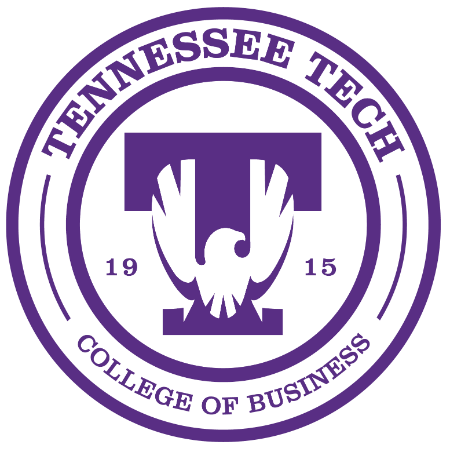 TENNESSEE TECH
T
19 15
COLLEGE OF BUSINESS